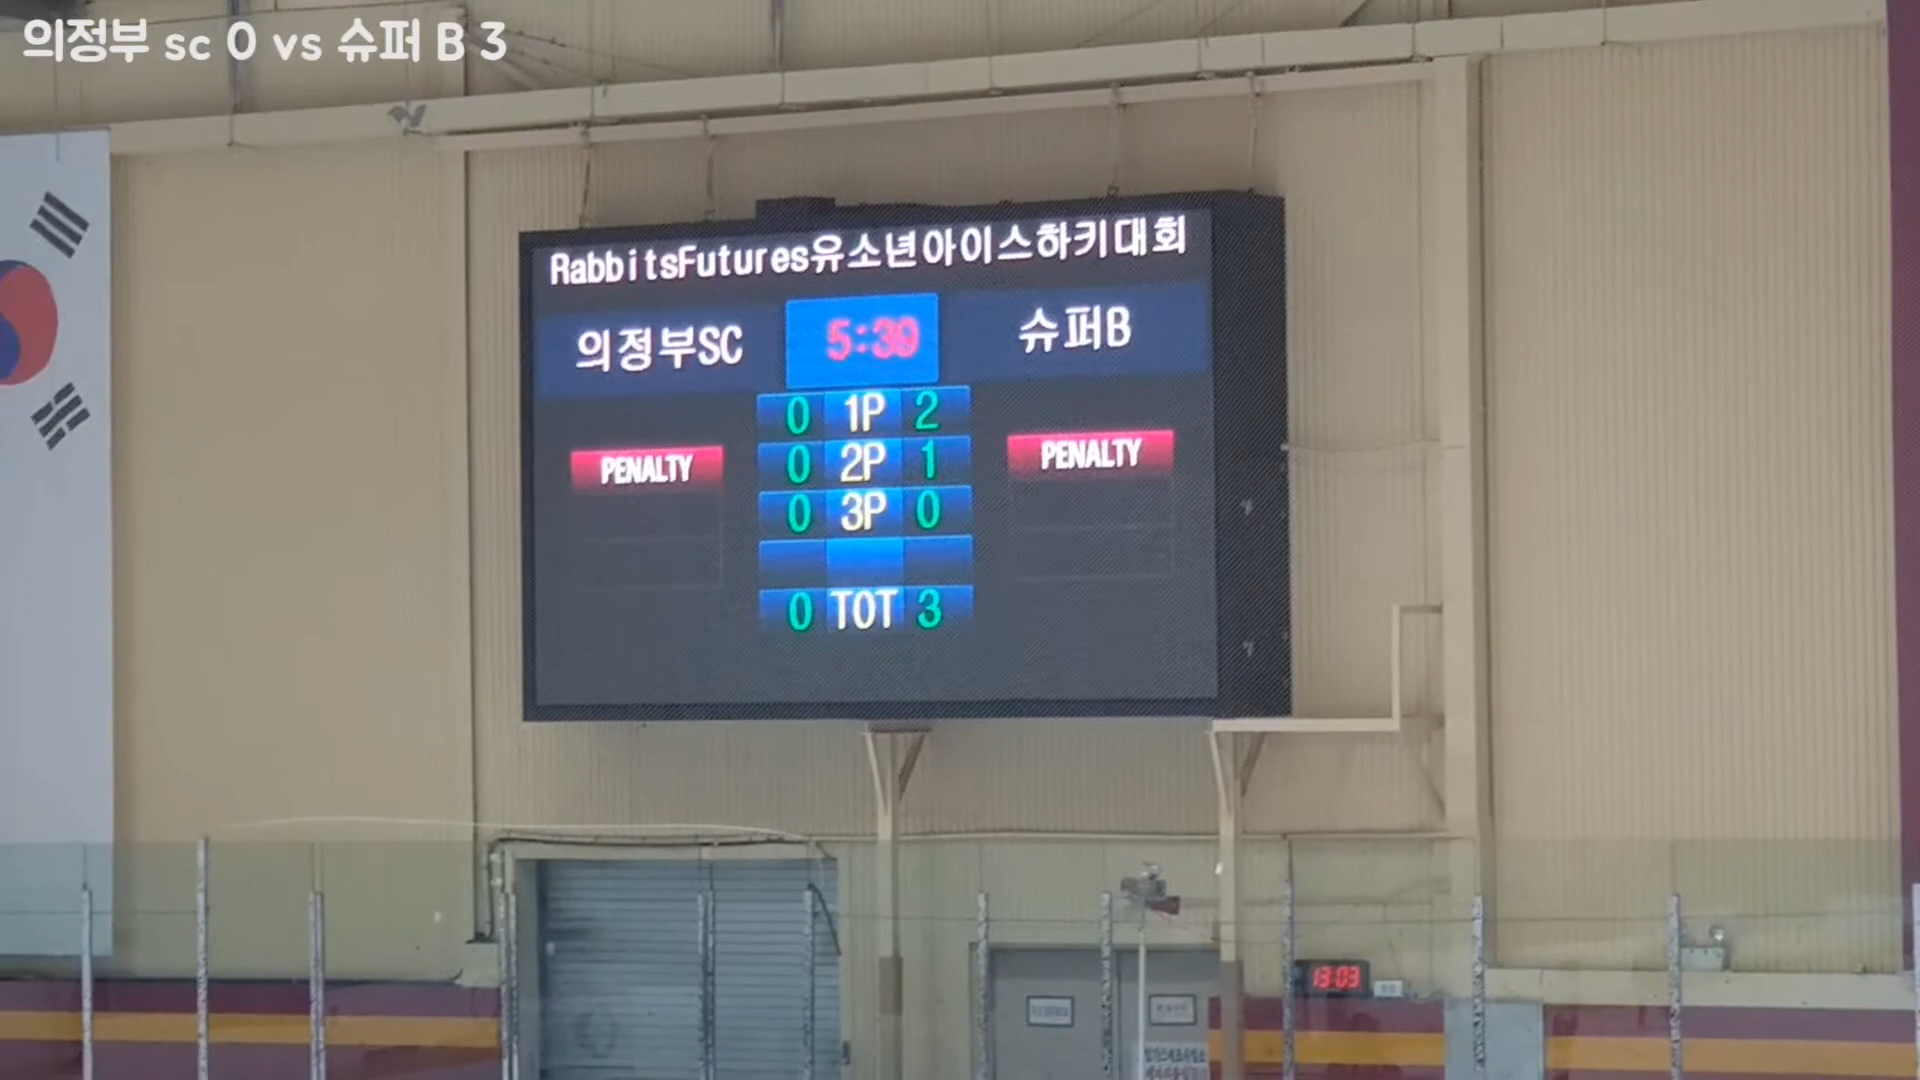 의정부 sc 0 vs 슈퍼 B 3
RabbitsFutures유소년아이스하키대회
의정부SC 5:39 슈퍼B
0 1P 2
PENALTY 0 2P 1 PENALTY
0 3P 0
0 TOT 3
13:03